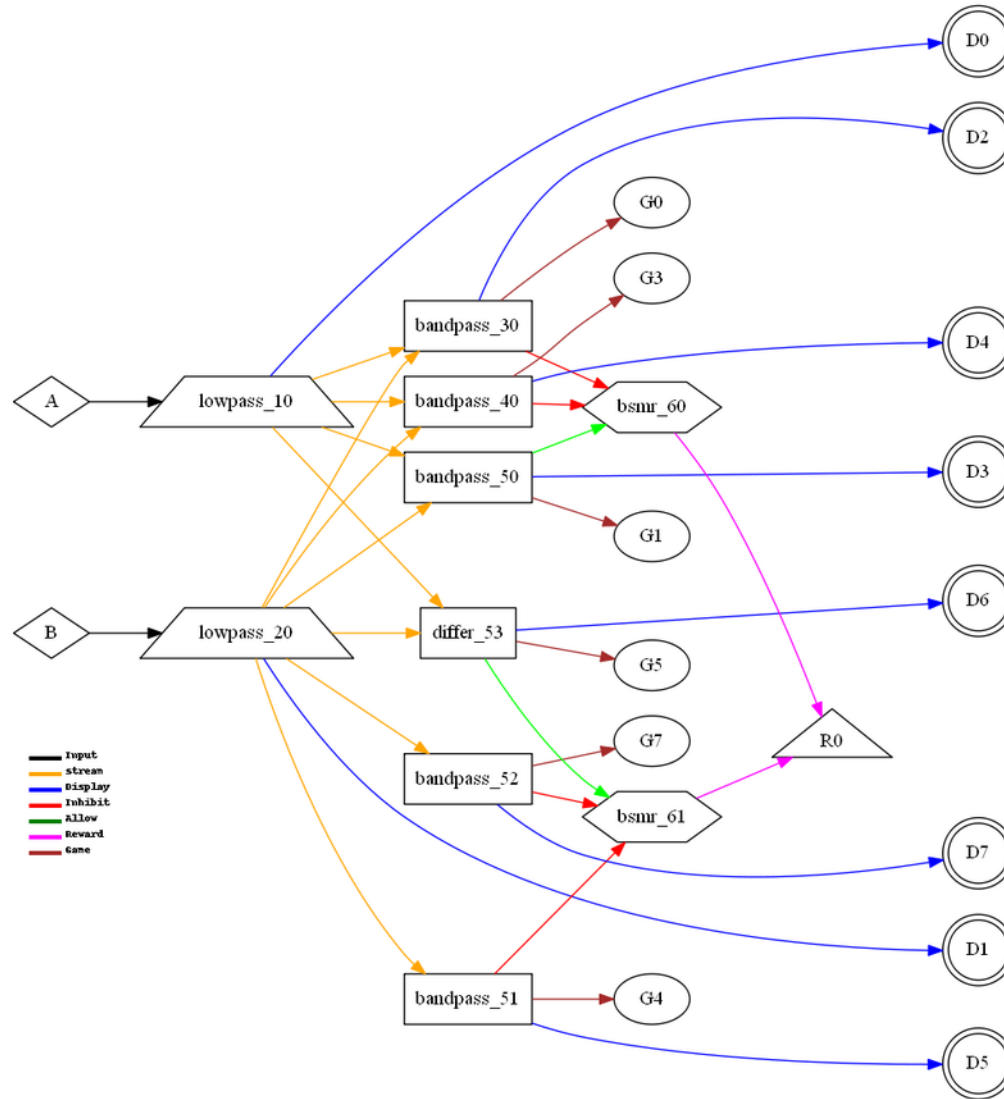 D0
D2
G0
G3
bandpass_30
D4
A
lowpass_10
bandpass_40
bsmr_60
bandpass_50
D3
G1
D6
B
lowpass_20
differ_53
G5
G7
R0
Input
stream
Display
Inhibit
Allow
Reward
Game
bandpass_52
bsmr_61
D7
D1
bandpass_51
G4
D5